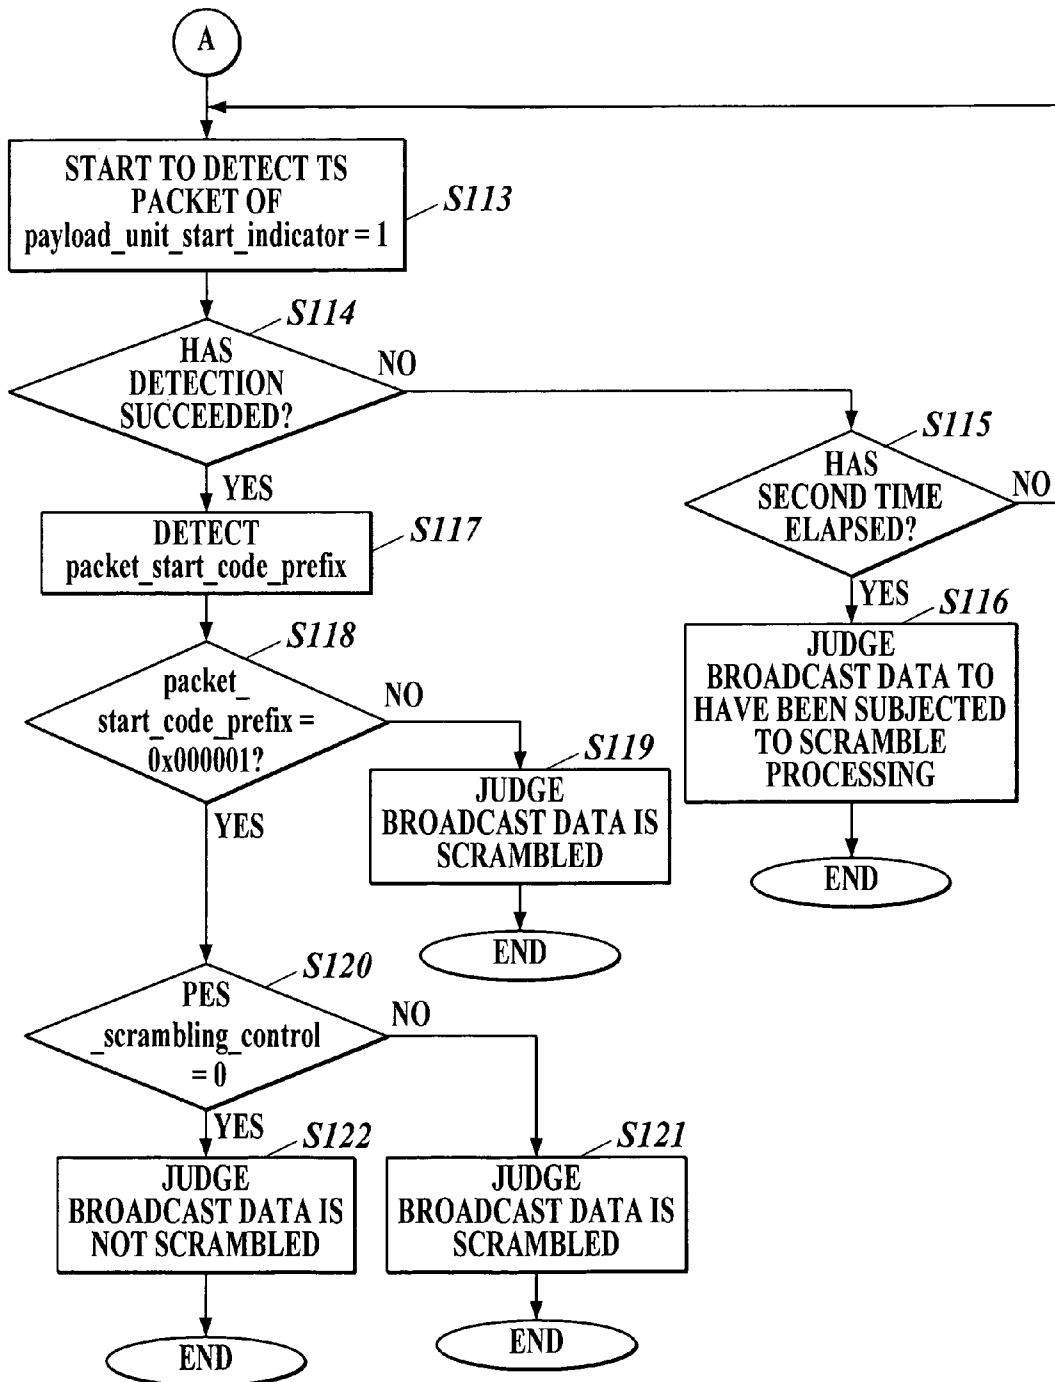 A
START TO DETECT TS
PACKET OF
payload_unit_start_indicator = 1
S113
S114
HAS
DETECTION
SUCCEEDED?
NO
YES
S115
HAS
SECOND TIME
ELAPSED?
NO
YES
S116
JUDGE
BROADCAST DATA TO
HAVE BEEN SUBJECTED
TO SCRAMBLE
PROCESSING
END
DETECT
packet_start_code_prefix
S117
S118
packet_
start_code_prefix =
0x000001?
NO
YES
S119
JUDGE
BROADCAST DATA IS
SCRAMBLED
END
S120
PES
_scrambling_control
= 0
NO
YES
S122
JUDGE
BROADCAST DATA IS
NOT SCRAMBLED
END
S121
JUDGE
BROADCAST DATA IS
SCRAMBLED
END